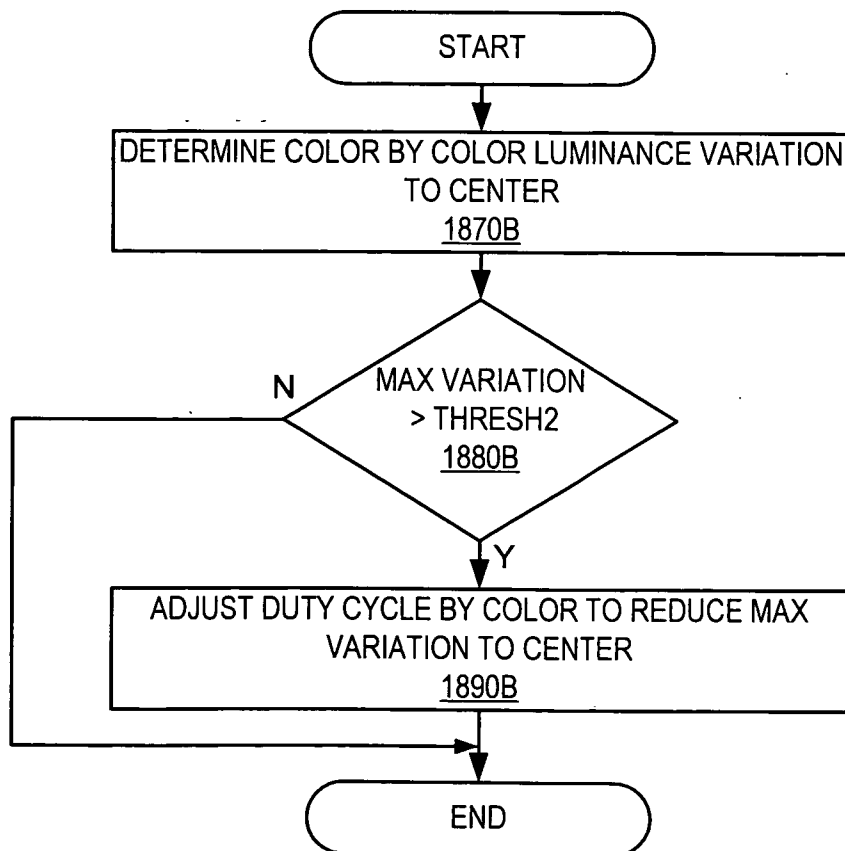 START
DETERMINE COLOR BY COLOR LUMINANCE VARIATION
TO CENTER
1870B
N
MAX VARIATION
> THRESH2
1880B
Y
ADJUST DUTY CYCLE BY COLOR TO REDUCE MAX
VARIATION TO CENTER
1890B
END